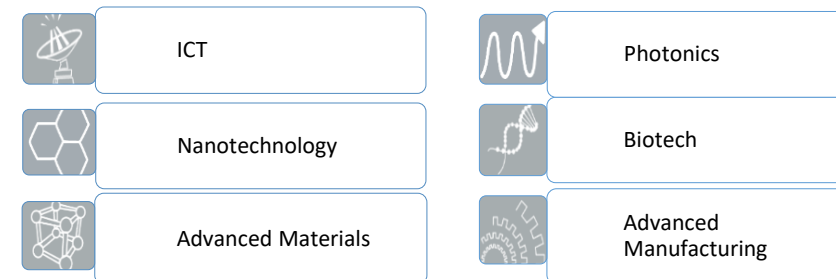 ICT
Nanotechnology
Advanced Materials
Photonics
Biotech
Advanced
Manufacturing